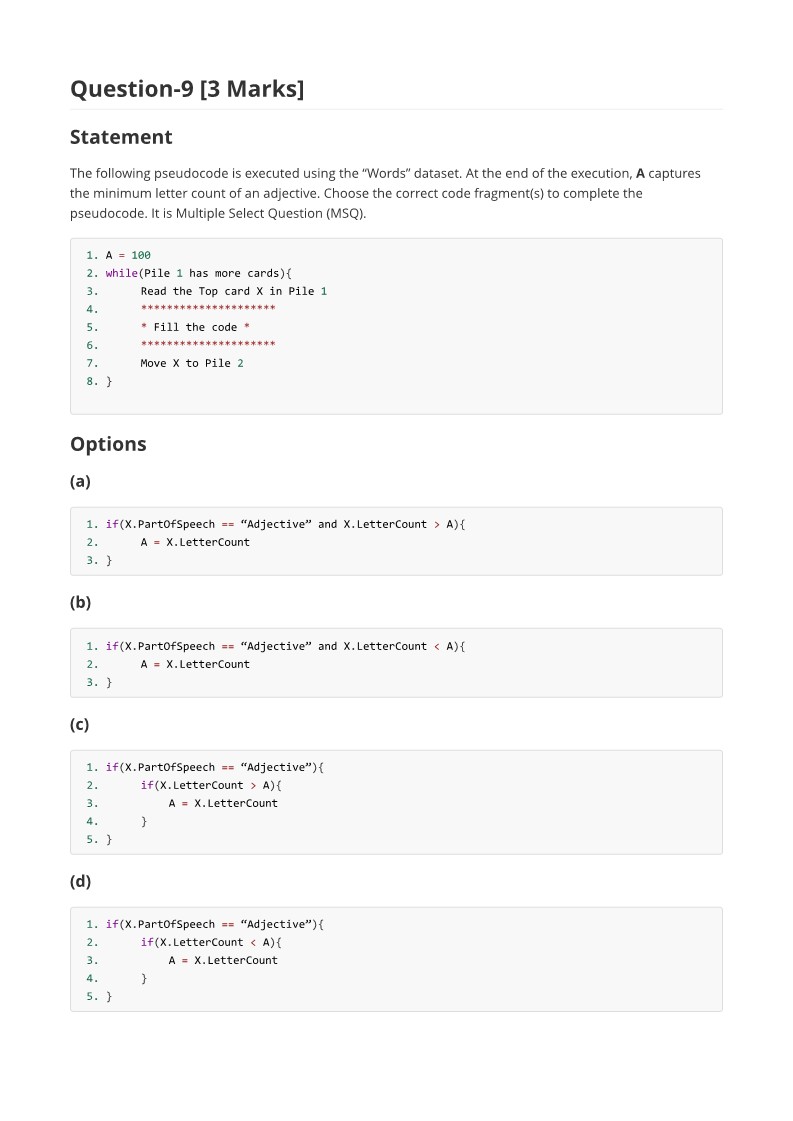 Question-9 [3 Marks]
Statement
The following pseudocode is executed using the “Words” dataset. At the end of the execution, A captures
the minimum letter count of an adjective. Choose the correct code fragment(s) to complete the
pseudocode. It is Multiple Select Question (MSQ).
1. A = 100
2. while(Pile 1 has more cards){
3. Read the Top card X in Pile 1
4. *********************
5. * Fill the code *
6. *********************
7. Move X to Pile 2
8. }
Options
(a)
1. if(X.PartOfSpeech == “Adjective” and X.LetterCount > A){
2. A = X.LetterCount
3. }
(b)
1. if(X.PartOfSpeech == “Adjective” and X.LetterCount < A){
2. A = X.LetterCount
3. }
(c)
1. if(X.PartOfSpeech == “Adjective”){
2. if(X.LetterCount > A){
3. A = X.LetterCount
4. }
5. }
(d)
1. if(X.PartOfSpeech == “Adjective”){
2. if(X.LetterCount < A){
3. A = X.LetterCount
4. }
5. }